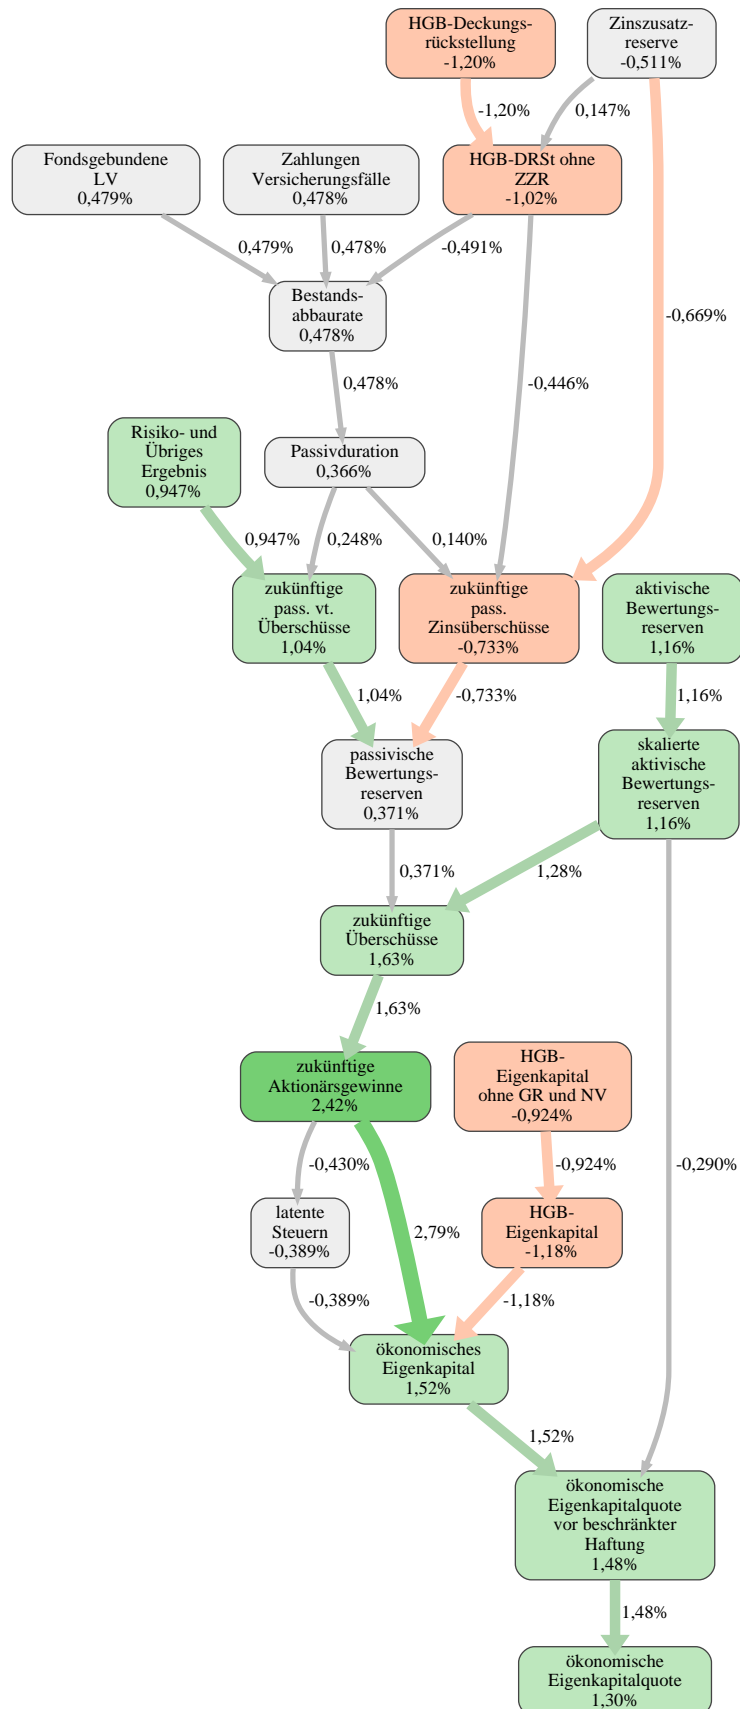 HGB-Deckungs-
rückstellung
-1,20%
Zinszusatz-
reserve
-0,511%
-1,20%
0,147%
Fondsgebundene
LV
0,479%
Zahlungen
Versicherungsfälle
0,478%
HGB-DRSt ohne
ZZR
-1,02%
0,479%
0,478%
-0,491%
Bestands-
abbaurate
0,478%
-0,669%
0,478%
-0,446%
Risiko- und
Übriges
Ergebnis
0,947%
Passivduration
0,366%
0,947%
0,248%
0,140%
zukünftige
pass. vt.
Überschüsse
1,04%
zukünftige
pass.
Zinsüberschüsse
-0,733%
aktivische
Bewertungs-
reserven
1,16%
1,04%
-0,733%
1,16%
passivische
Bewertungs-
reserven
0,371%
skalierte
aktivische
Bewertungs-
reserven
1,16%
0,371%
1,28%
zukünftige
Überschüsse
1,63%
1,63%
zukünftige
Aktionärsgewinne
2,42%
HGB-
Eigenkapital
ohne GR und NV
-0,924%
-0,430%
-0,924%
-0,290%
latente
Steuern
-0,389%
2,79%
HGB-
Eigenkapital
-1,18%
-0,389%
-1,18%
ökonomisches
Eigenkapital
1,52%
1,52%
ökonomische
Eigenkapitalquote
vor beschränkter
Haftung
1,48%
1,48%
ökonomische
Eigenkapitalquote
1,30%